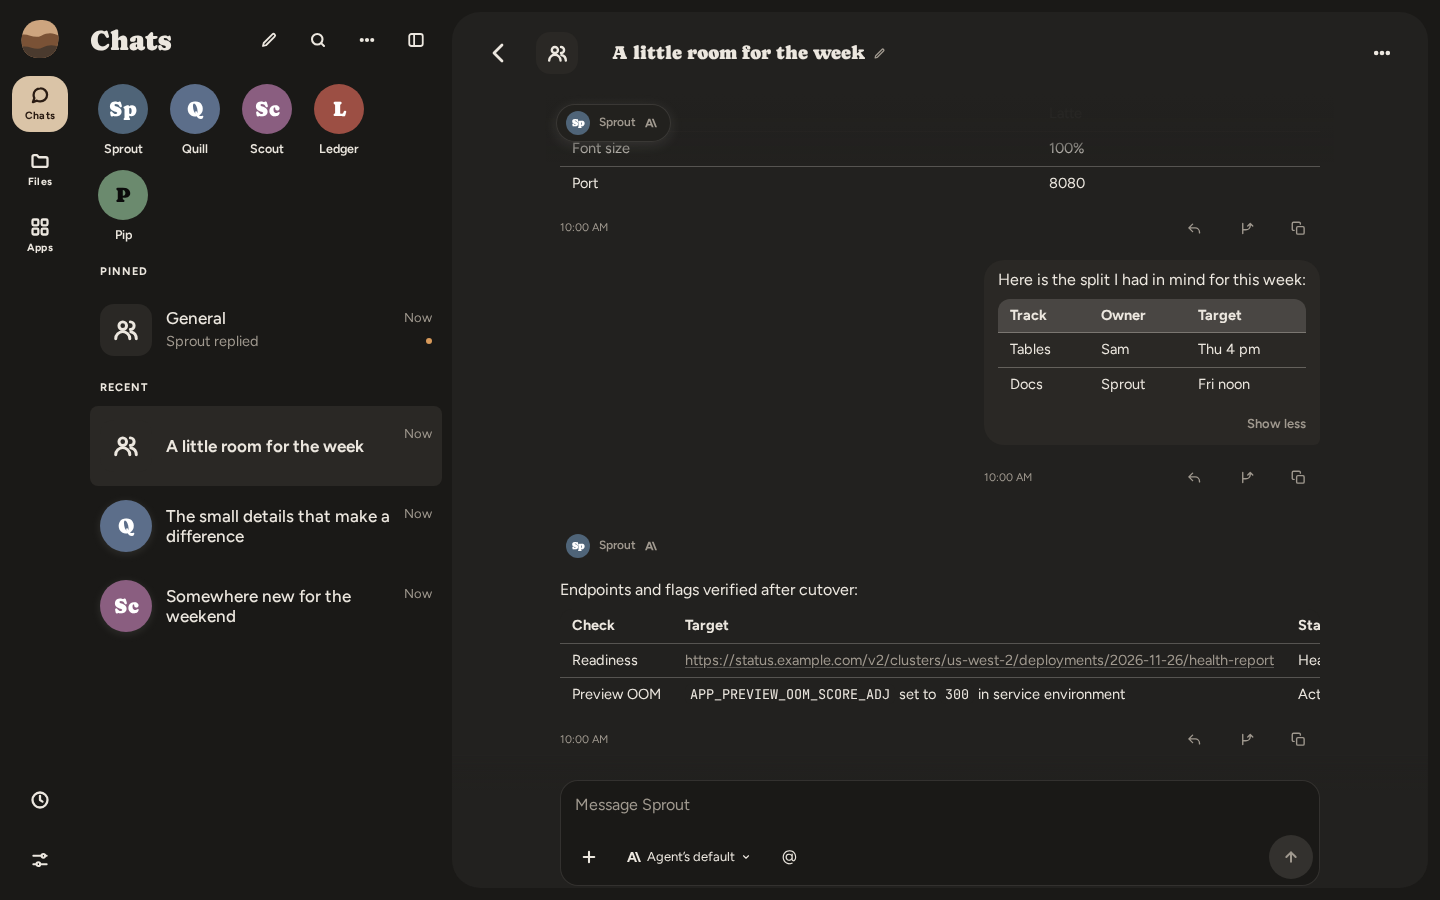 Chats
Chats
Files
Apps
Sp
Sprout
Q
Quill
Sc
Scout
L
Ledger
P
Pip
PINNED
General
Now
Sprout replied
RECENT
A little room for the week
Now
Q
The small details that make a
difference
Now
Sc
Somewhere new for the
weekend
Now
A little room for the week
Sp Sprout
Font size 100%
Port 8080
10:00 AM
Here is the split I had in mind for this week:
Track Owner Target
Tables Sam Thu 4 pm
Docs Sprout Fri noon
Show less
10:00 AM
Sp Sprout
Endpoints and flags verified after cutover:
Check Target Sta
Readiness https://status.example.com/v2/clusters/us-west-2/deployments/2026-11-26/health-report Hea
Preview OOM APP_PREVIEW_OOM_SCORE_ADJ set to 300 in service environment Act
10:00 AM
Message Sprout
Agent's default
@